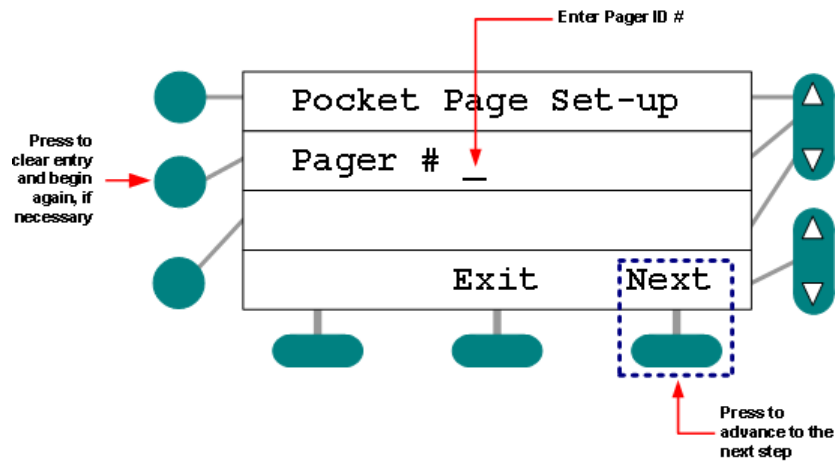 Enter Pager ID #
Pocket Page Set-up
Press to
clear entry
and begin
again, if
necessary
Pager # _
Exit Next
Press to
advance to the
next step